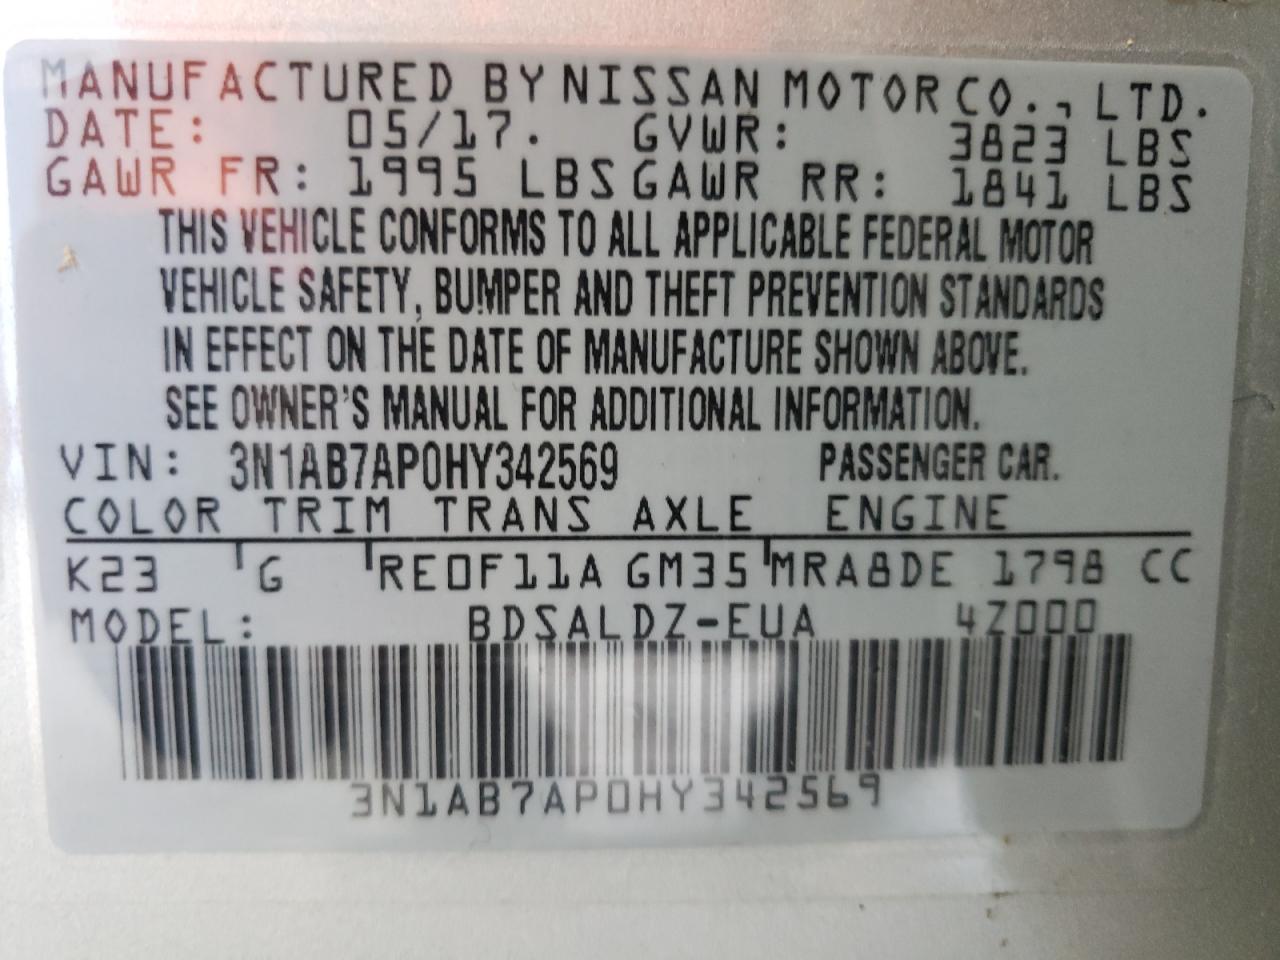 MANUFACTURED BY NISSAN MOTOR CO., LTD.
DATE: 05/17. GVWR: 3823 LBS
GAWR FR: 1995 LBS GAWR RR: 1841 LBS
THIS VEHICLE CONFORMS TO ALL APPLICABLE FEDERAL MOTOR
VEHICLE SAFETY, BUMPER AND THEFT PREVENTION STANDARDS
IN EFFECT ON THE DATE OF MANUFACTURE SHOWN ABOVE.
SEE OWNER'S MANUAL FOR ADDITIONAL INFORMATION.
VIN: 3N1AB7AP0HY342569 PASSENGER CAR.
COLOR TRIM TRANS AXLE ENGINE
K23 G RE0F11A GM35 MRA8DE 1798 CC
MODEL: BDSALDZ-EUA 4Z000
3N1AB7AP0HY342569